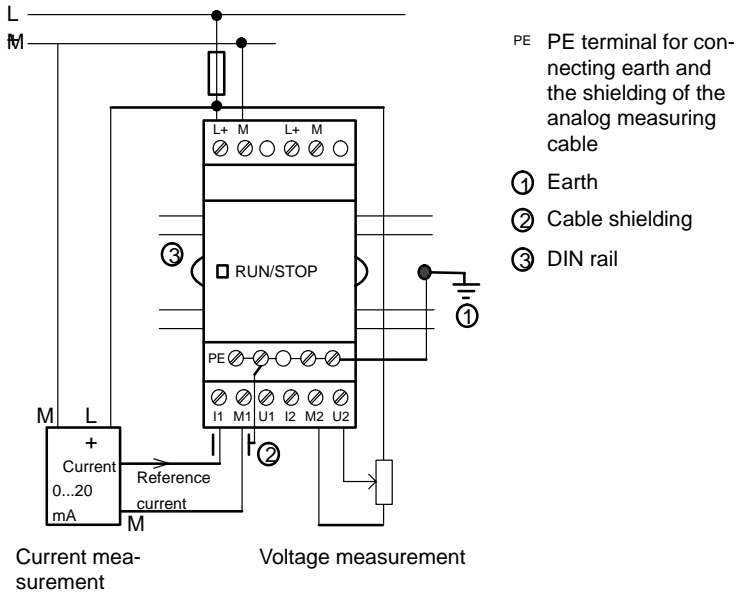 L
+
M
PE PE terminal for con-
necting earth and
the shielding of the
analog measuring
cable
1 Earth
2 Cable shielding
3 DIN rail
L+ M L+ M
3
RUN/STOP
1
PE
I1 M1 U1 I2 M2 U2
M L
2
+
Current
0...20
mA
Reference
current
M
Current mea-
surement
Voltage measurement